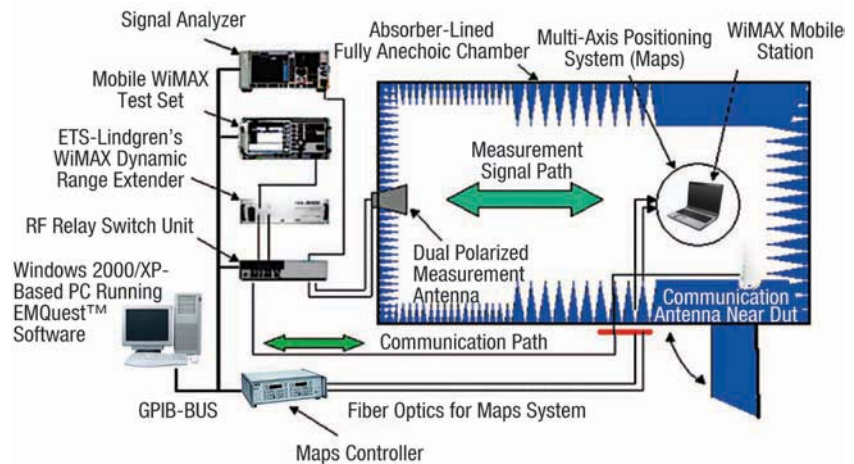 Signal Analyzer
Mobile WiMAX
Test Set
ETS-Lindgren's
WiMAX Dynamic
Range Extender
RF Relay Switch Unit
Windows 2000/XP-
Based PC Running
EMQuest™
Software
GPIB-BUS
Maps Controller
Absorber-Lined
Fully Anechoic Chamber
Multi-Axis Positioning
System (Maps)
WiMAX Mobile
Station
Measurement
Signal Path
Dual Polarized
Measurement
Antenna
Communication
Antenna Near Dut
Communication Path
Fiber Optics for Maps System